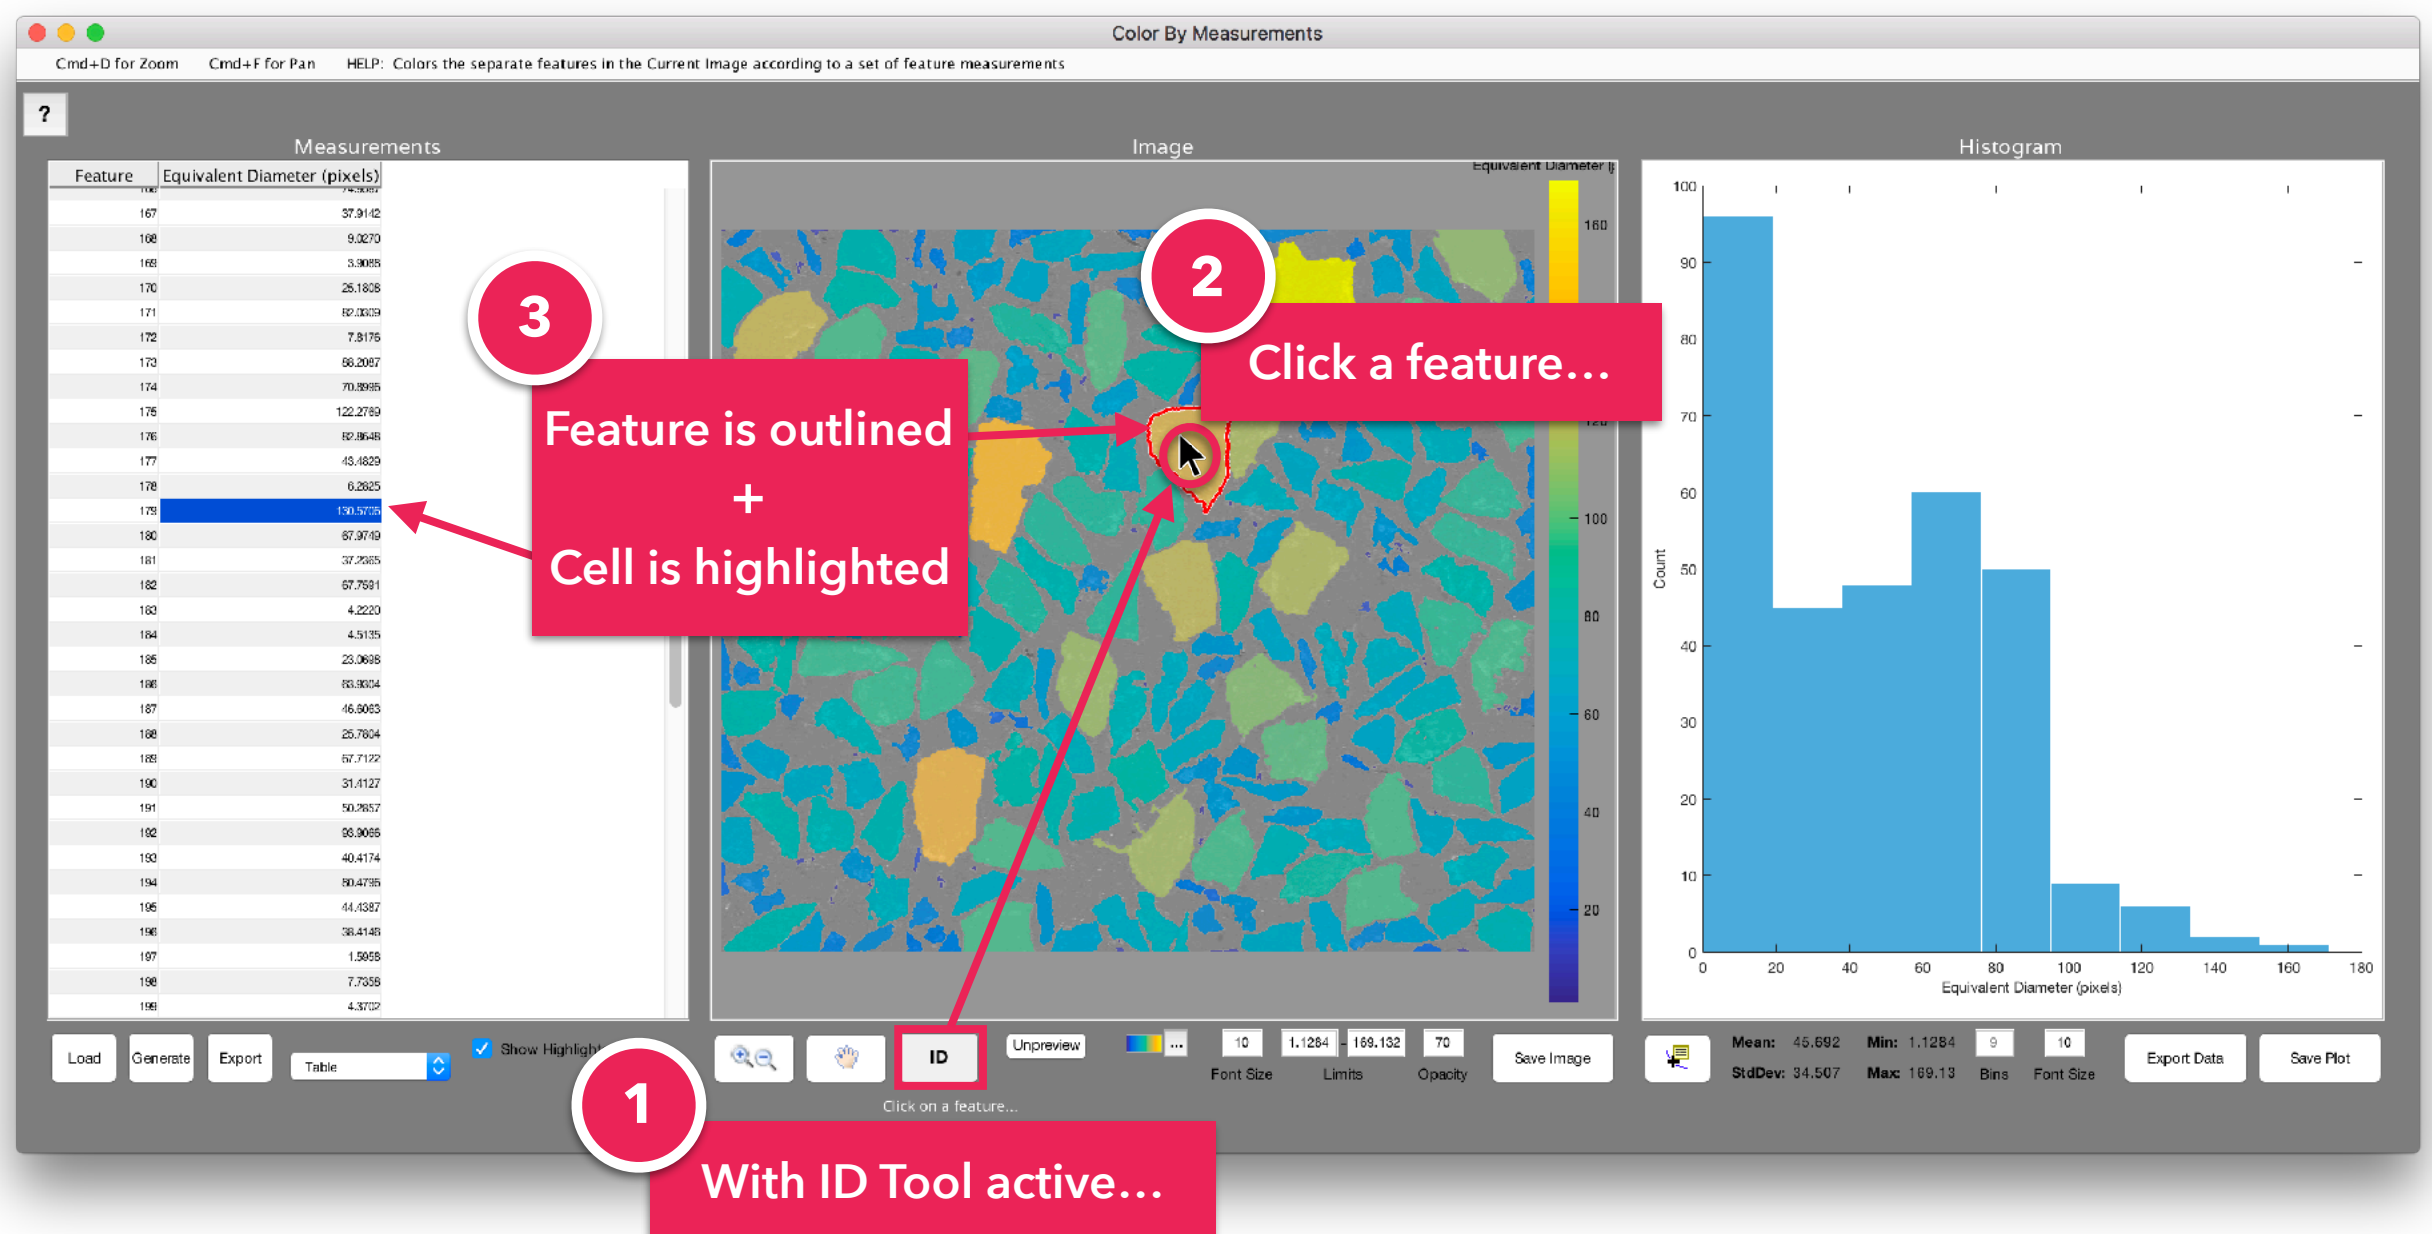 Color By Measurements
Cmd+D for Zoom Cmd+F for Pan HELP: Colors the separate features in the Current Image according to a set of feature measurements
?
Measurements
Feature Equivalent Diameter (pixels)
167 37.9142
168 9.0270
169 3.9088
170 25.1808
171 82.0309
172 7.8176
173 88.2087
174 70.8995
175 122.2789
176 82.8648
177 43.4829
178 6.2825
179 130.5705
180 67.9749
181 37.2365
182 67.7591
183 4.2220
184 4.5135
185 23.0698
186 63.9304
187 46.6063
188 25.7804
189 67.7122
190 31.4127
191 50.2857
192 93.9066
193 40.4174
194 80.4795
195 44.4387
196 38.4148
197 1.5958
198 7.7358
199 4.3702
3
Feature is outlined
+
Cell is highlighted
Load
Generate
Export
Table
Show Highlight
Image
Equivalent Diameter
160
100
80
60
40
20
2
Click a feature...
ID
Unpreview
...
10
Font Size
1.1284 - 169.132
Limits
70
Opacity
Save Image
Click on a feature...
1
With ID Tool active...
Histogram
100
90
80
70
60
50
40
30
20
10
0
Count
0 20 40 60 80 100 120 140 160 180
Equivalent Diameter (pixels)
Mean: 45.692 Min: 1.1284
StdDev: 34.507 Max: 169.13
9
Bins
10
Font Size
Export Data
Save Plot